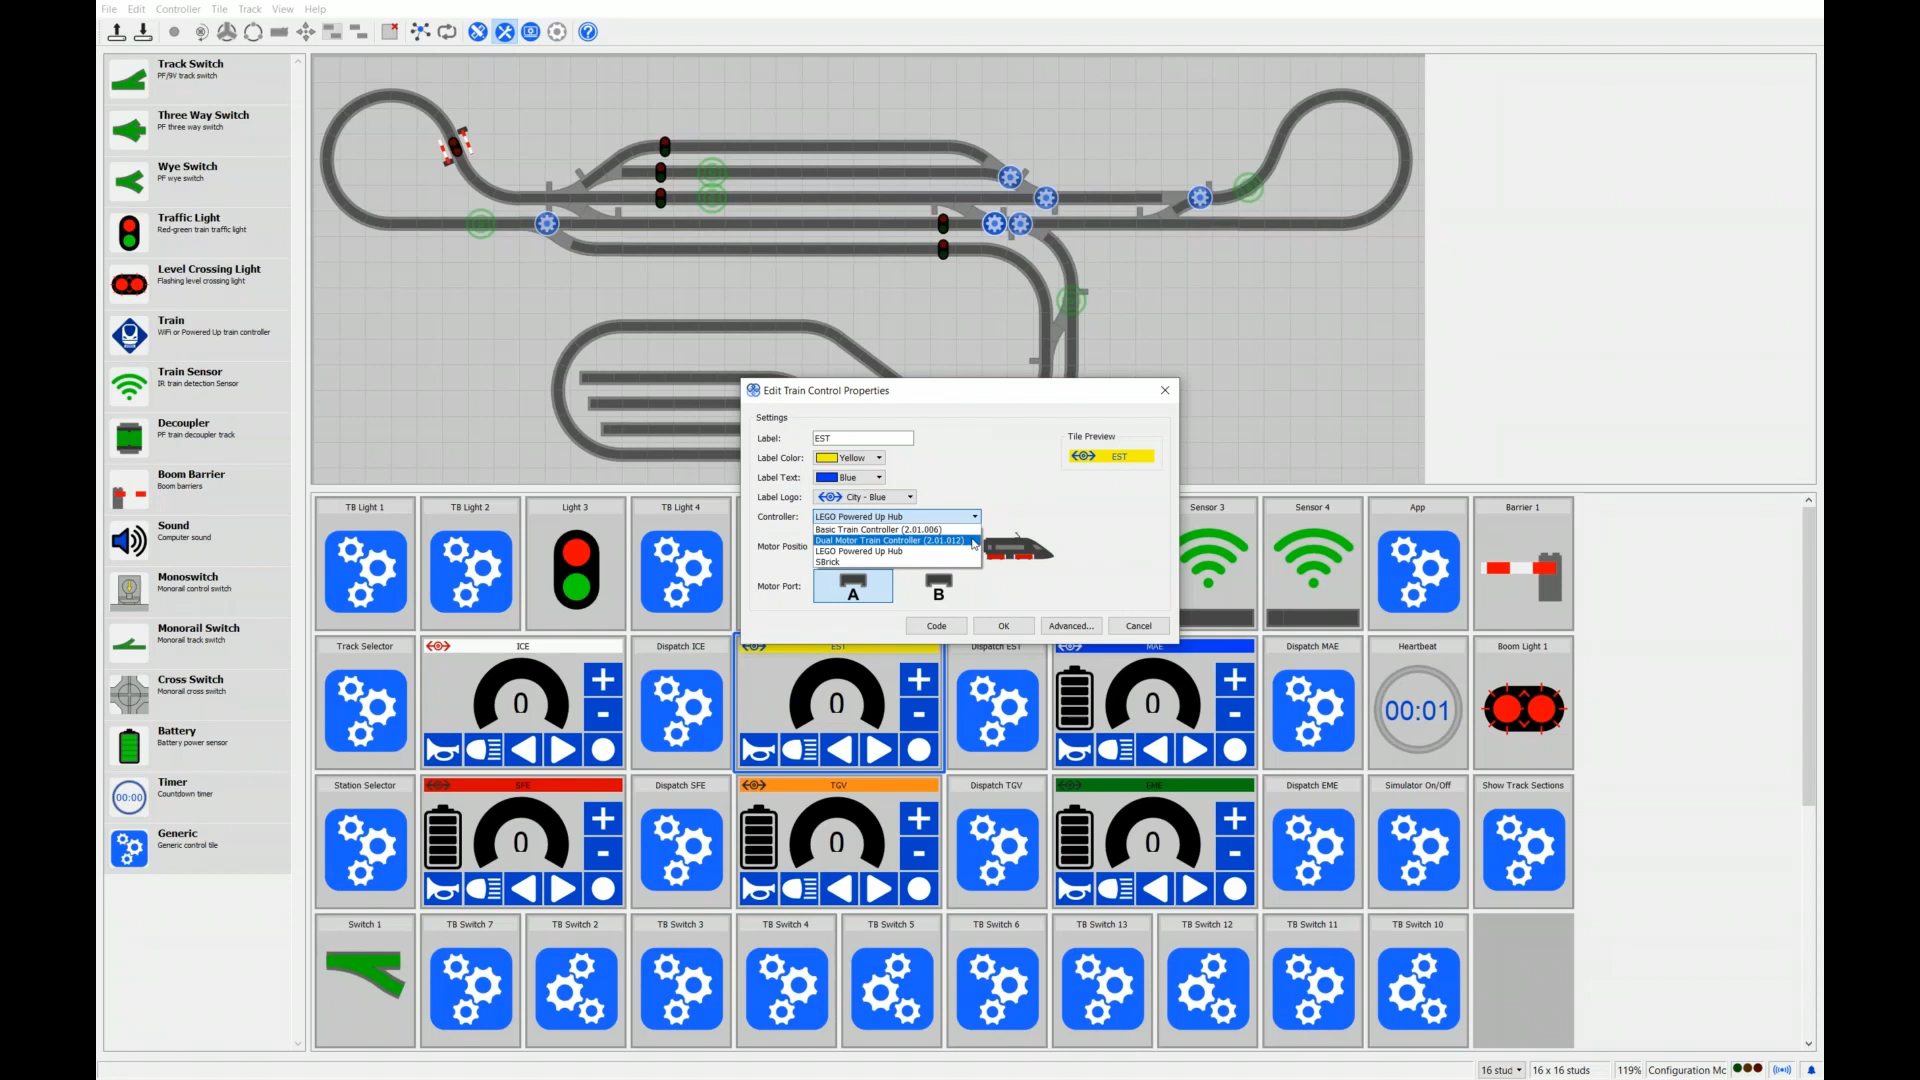 File Edit Controller Tile Track View Help
Track Switch
PF/9V track switch
Three Way Switch
PF three way switch
Wye Switch
PF wye switch
Traffic Light
Red-green train traffic light
Level Crossing Light
Flashing level crossing light
Train
WiFi or Powered Up train controller
Train Sensor
IR train detection Sensor
Decoupler
PF train decoupler track
Boom Barrier
Boom barriers
Sound
Computer sound
Monoswitch
Monorail control switch
Monorail Switch
Monorail track switch
Cross Switch
Monorail cross switch
Battery
Battery power sensor
Timer
Countdown timer
00:00
Generic
Generic control tile
Edit Train Control Properties
Settings
Label: EST
Tile Preview
EST
Label Color: Yellow
Label Text: Blue
Label Logo: City - Blue
Controller: LEGO Powered Up Hub
Basic Train Controller (2.01.006)
Dual Motor Train Controller (2.01.012)
LEGO Powered Up Hub
SBrick
Motor Positio
Motor Port: A B
Code OK Advanced... Cancel
TB Light 1 TB Light 2 Light 3 TB Light 4 Sensor 3 Sensor 4 App Barrier 1
Track Selector ICE Dispatch ICE EST Dispatch EST MAE Dispatch MAE Heartbeat Boom Light 1
0 + - 0 + - 0 + - 00:01
Station Selector SFE Dispatch SFE TGV Dispatch TGV EME Dispatch EME Simulator On/Off Show Track Sections
0 + - 0 + - 0 + -
Switch 1 TB Switch 7 TB Switch 2 TB Switch 3 TB Switch 4 TB Switch 5 TB Switch 6 TB Switch 13 TB Switch 12 TB Switch 11 TB Switch 10
16 stud 16 x 16 studs 119% Configuration Mc